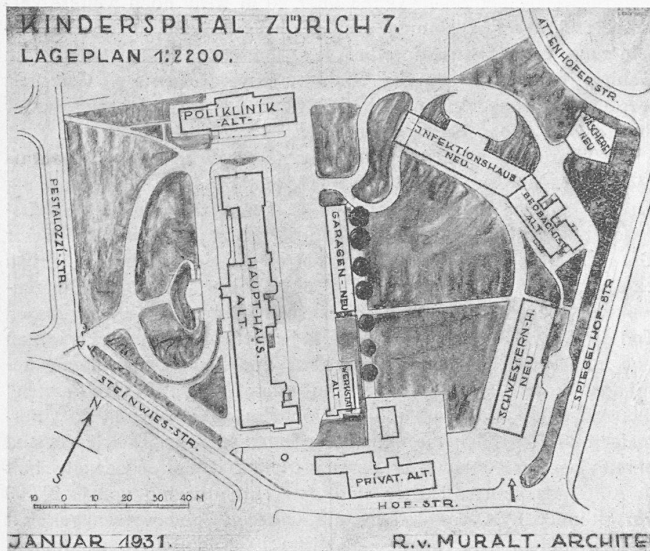 KINDERSPITAL ZÜRICH 7.
LAGEPLAN 1:2200.
ATTENHOFER-STR.
POLIKLINIK.
-ALT-
WÄSCHEREI
NEU
INFEKTIONSHAUS
NEU.
BEOBACHTS.
ALT
PESTALOZZI-STR.
GARAGEN-NEU
HAUPT-HAUS.
ALT
SCHWESTERN-H.
NEU
SPIEGELHOF-STR
WERKSTATT
ALT
STEINWIES-STR.
N
S
PRIVAT. ALT.
HOF-STR.
10 0 10 20 30 40 M
JANUAR 1931.
R.v. MURALT. ARCHITE